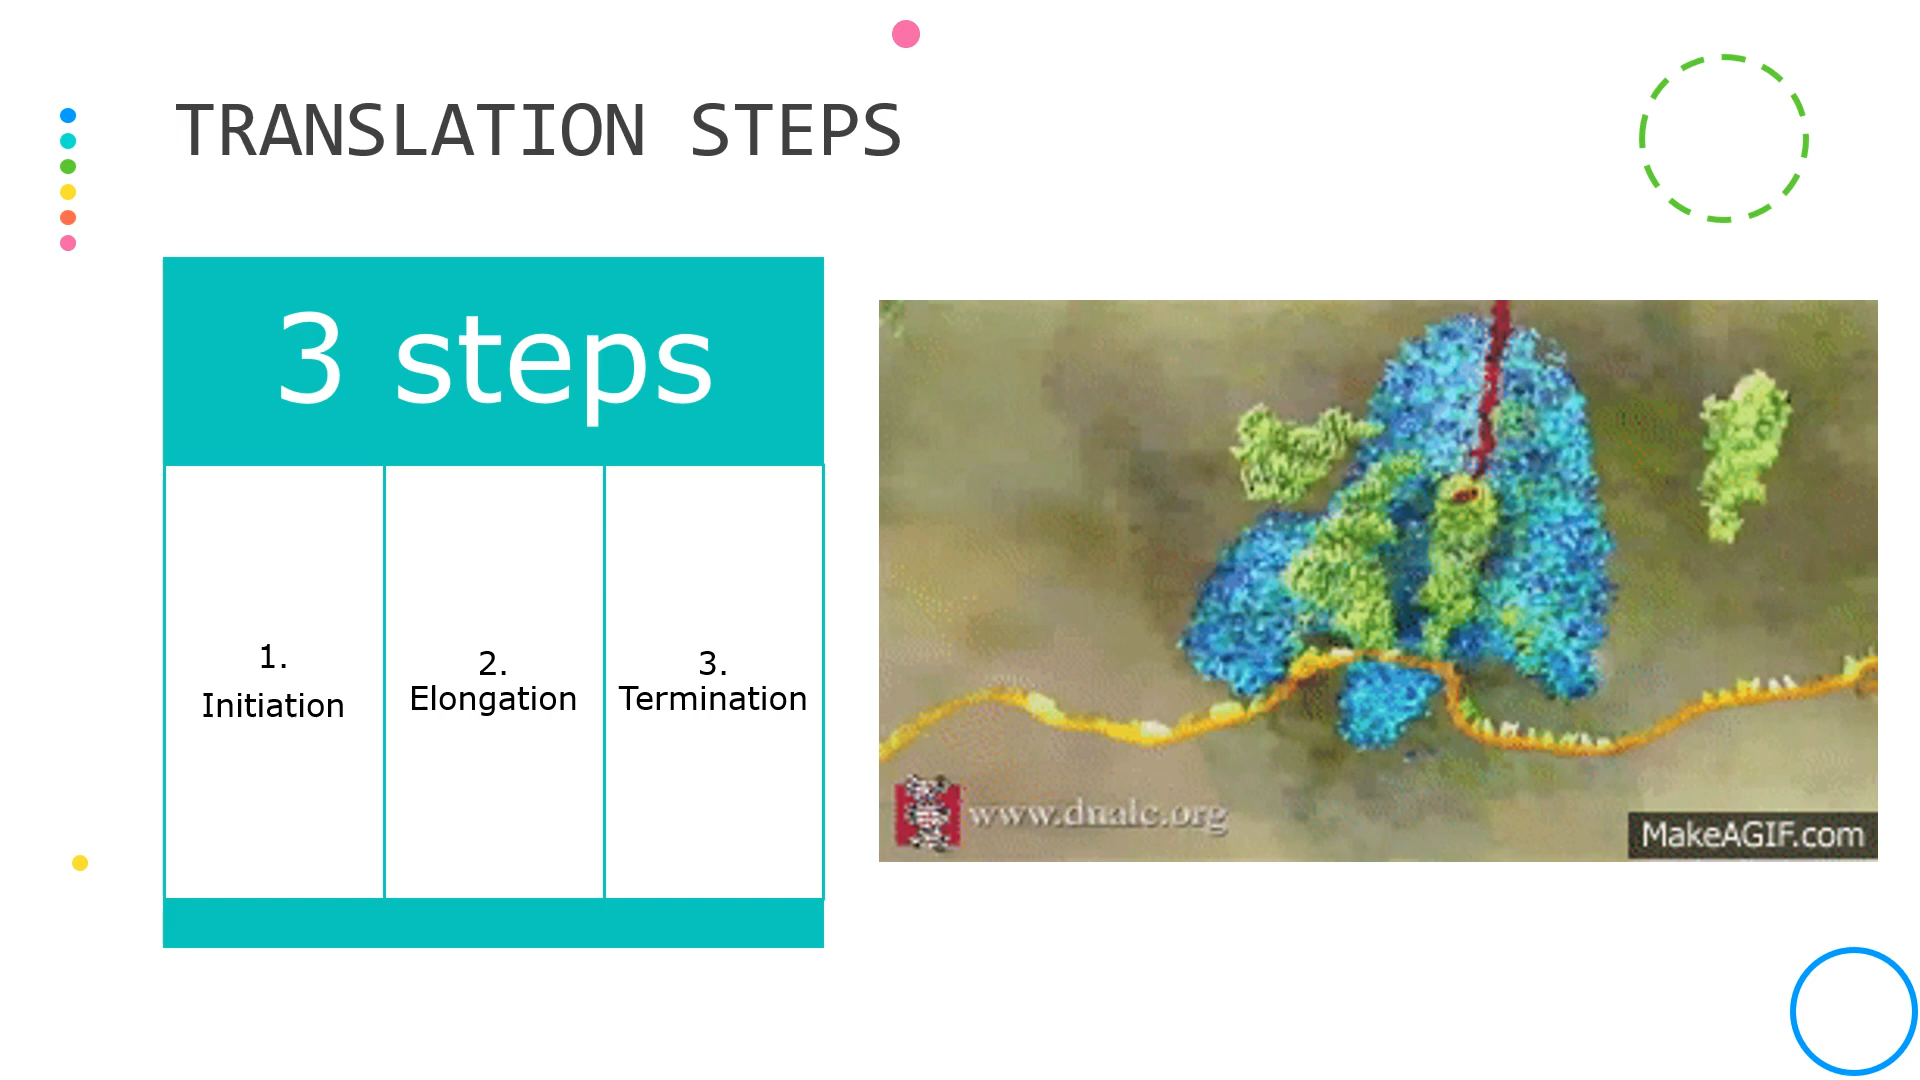 TRANSLATION STEPS
3 steps
1.
Initiation
2.
Elongation
3.
Termination
www.dnalc.org
MakeAGIF.com